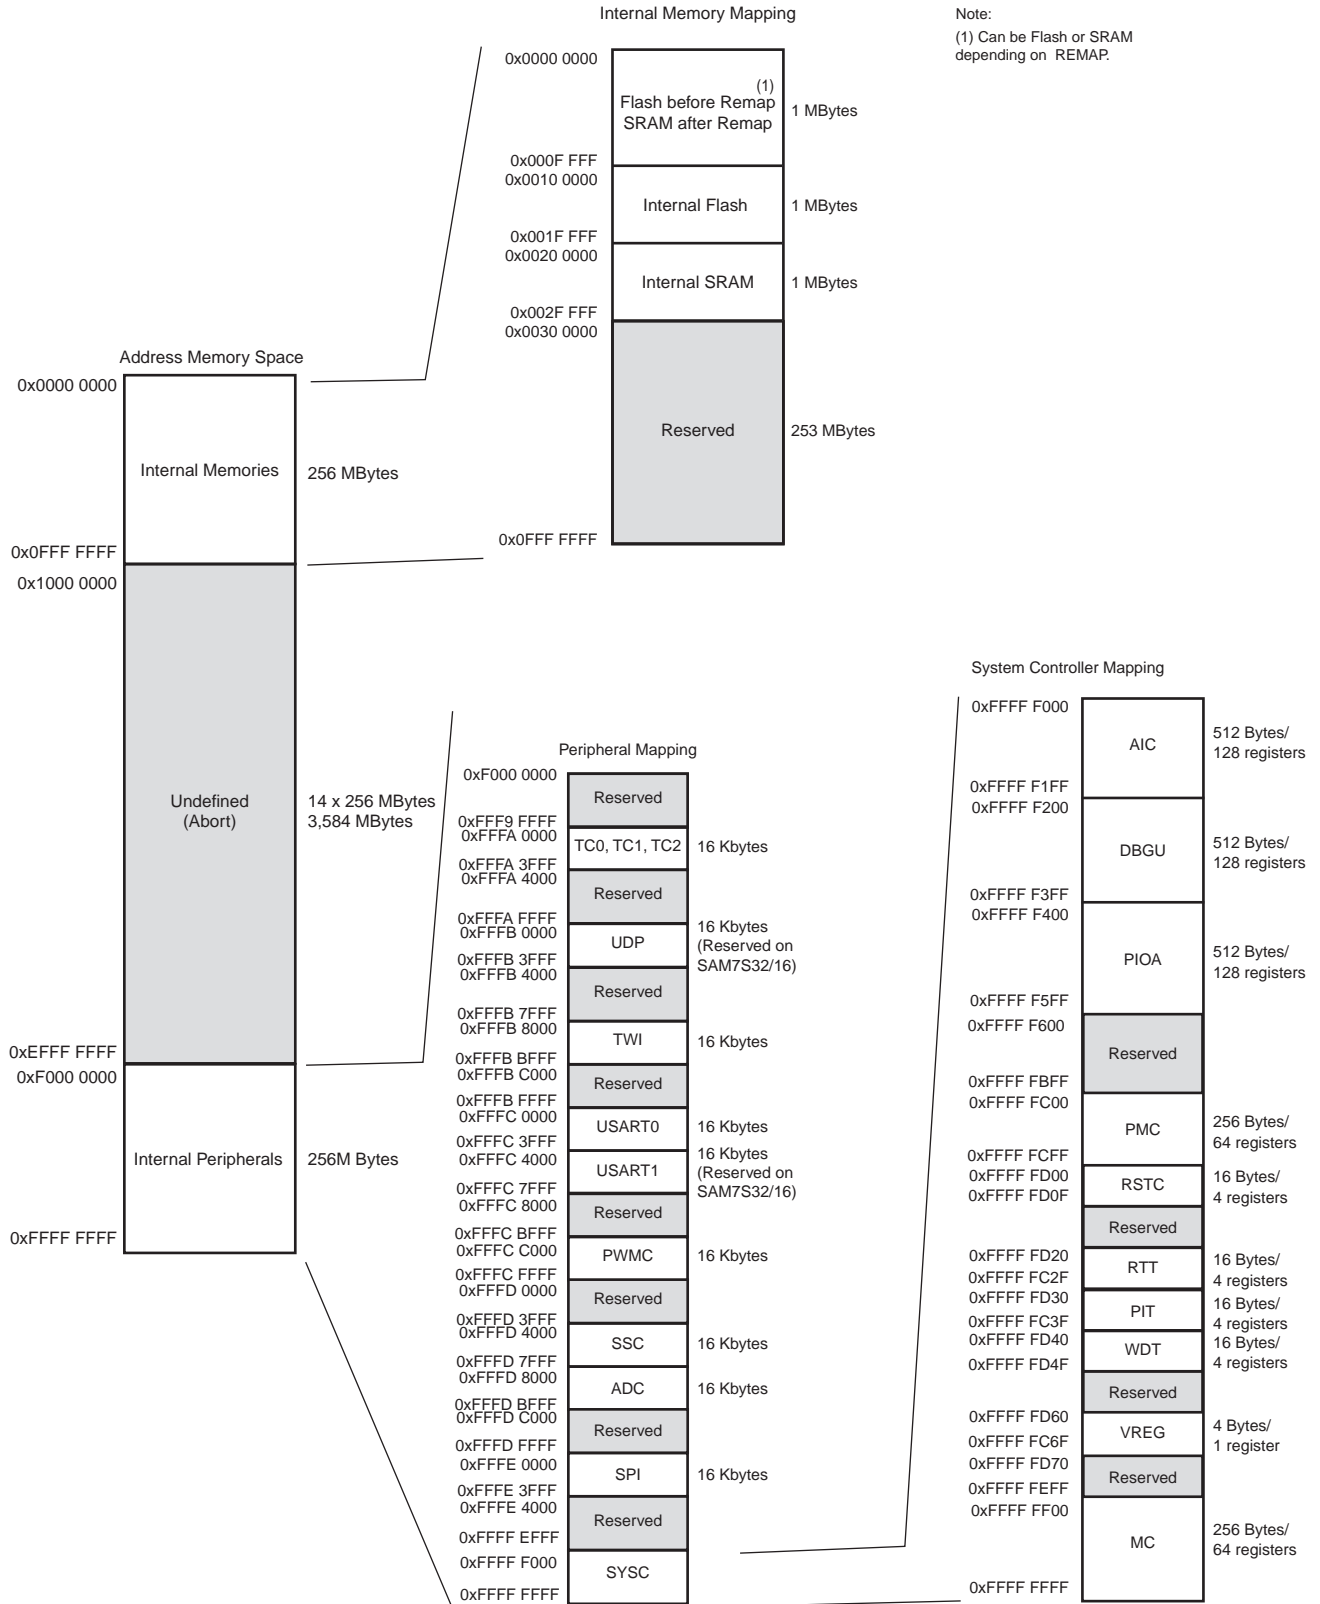 Internal Memory Mapping
Note:
(1) Can be Flash or SRAM
depending on REMAP.
0x0000 0000
(1)
Flash before Remap
SRAM after Remap
1 MBytes
0x000F FFF
0x0010 0000
Internal Flash
1 MBytes
0x001F FFF
0x0020 0000
Internal SRAM
1 MBytes
0x002F FFF
0x0030 0000
Reserved
253 MBytes
0x0FFF FFFF
Address Memory Space
0x0000 0000
Internal Memories
256 MBytes
0x0FFF FFFF
0x1000 0000
Undefined
(Abort)
14 x 256 MBytes
3,584 MBytes
0xEFFF FFFF
0xF000 0000
Internal Peripherals
256M Bytes
0xFFFF FFFF
Peripheral Mapping
0xF000 0000
Reserved
0xFFF9 FFFF
0xFFFA 0000
TC0, TC1, TC2
16 Kbytes
0xFFFA 3FFF
0xFFFA 4000
Reserved
0xFFFA FFFF
0xFFFB 0000
UDP
16 Kbytes
(Reserved on
SAM7S32/16)
0xFFFB 3FFF
0xFFFB 4000
Reserved
0xFFFB 7FFF
0xFFFB 8000
TWI
16 Kbytes
0xFFFB BFFF
0xFFFB C000
Reserved
0xFFFB FFFF
0xFFFC 0000
USART0
16 Kbytes
0xFFFC 3FFF
0xFFFC 4000
USART1
16 Kbytes
(Reserved on
SAM7S32/16)
0xFFFC 7FFF
0xFFFC 8000
Reserved
0xFFFC BFFF
0xFFFC C000
PWMC
16 Kbytes
0xFFFC FFFF
0xFFFD 0000
Reserved
0xFFFD 3FFF
0xFFFD 4000
SSC
16 Kbytes
0xFFFD 7FFF
0xFFFD 8000
ADC
16 Kbytes
0xFFFD BFFF
0xFFFD C000
Reserved
0xFFFD FFFF
0xFFFE 0000
SPI
16 Kbytes
0xFFFE 3FFF
0xFFFE 4000
Reserved
0xFFFF EFFF
0xFFFF F000
SYSC
0xFFFF FFFF
System Controller Mapping
0xFFFF F000
AIC
512 Bytes/
128 registers
0xFFFF F1FF
0xFFFF F200
DBGU
512 Bytes/
128 registers
0xFFFF F3FF
0xFFFF F400
PIOA
512 Bytes/
128 registers
0xFFFF F5FF
0xFFFF F600
Reserved
0xFFFF FBFF
0xFFFF FC00
PMC
256 Bytes/
64 registers
0xFFFF FCFF
0xFFFF FD00
RSTC
16 Bytes/
4 registers
0xFFFF FD0F
Reserved
0xFFFF FD20
RTT
16 Bytes/
4 registers
0xFFFF FC2F
0xFFFF FD30
PIT
16 Bytes/
4 registers
0xFFFF FC3F
0xFFFF FD40
WDT
16 Bytes/
4 registers
0xFFFF FD4F
Reserved
0xFFFF FD60
VREG
4 Bytes/
1 register
0xFFFF FC6F
0xFFFF FD70
Reserved
0xFFFF FEFF
0xFFFF FF00
MC
256 Bytes/
64 registers
0xFFFF FFFF